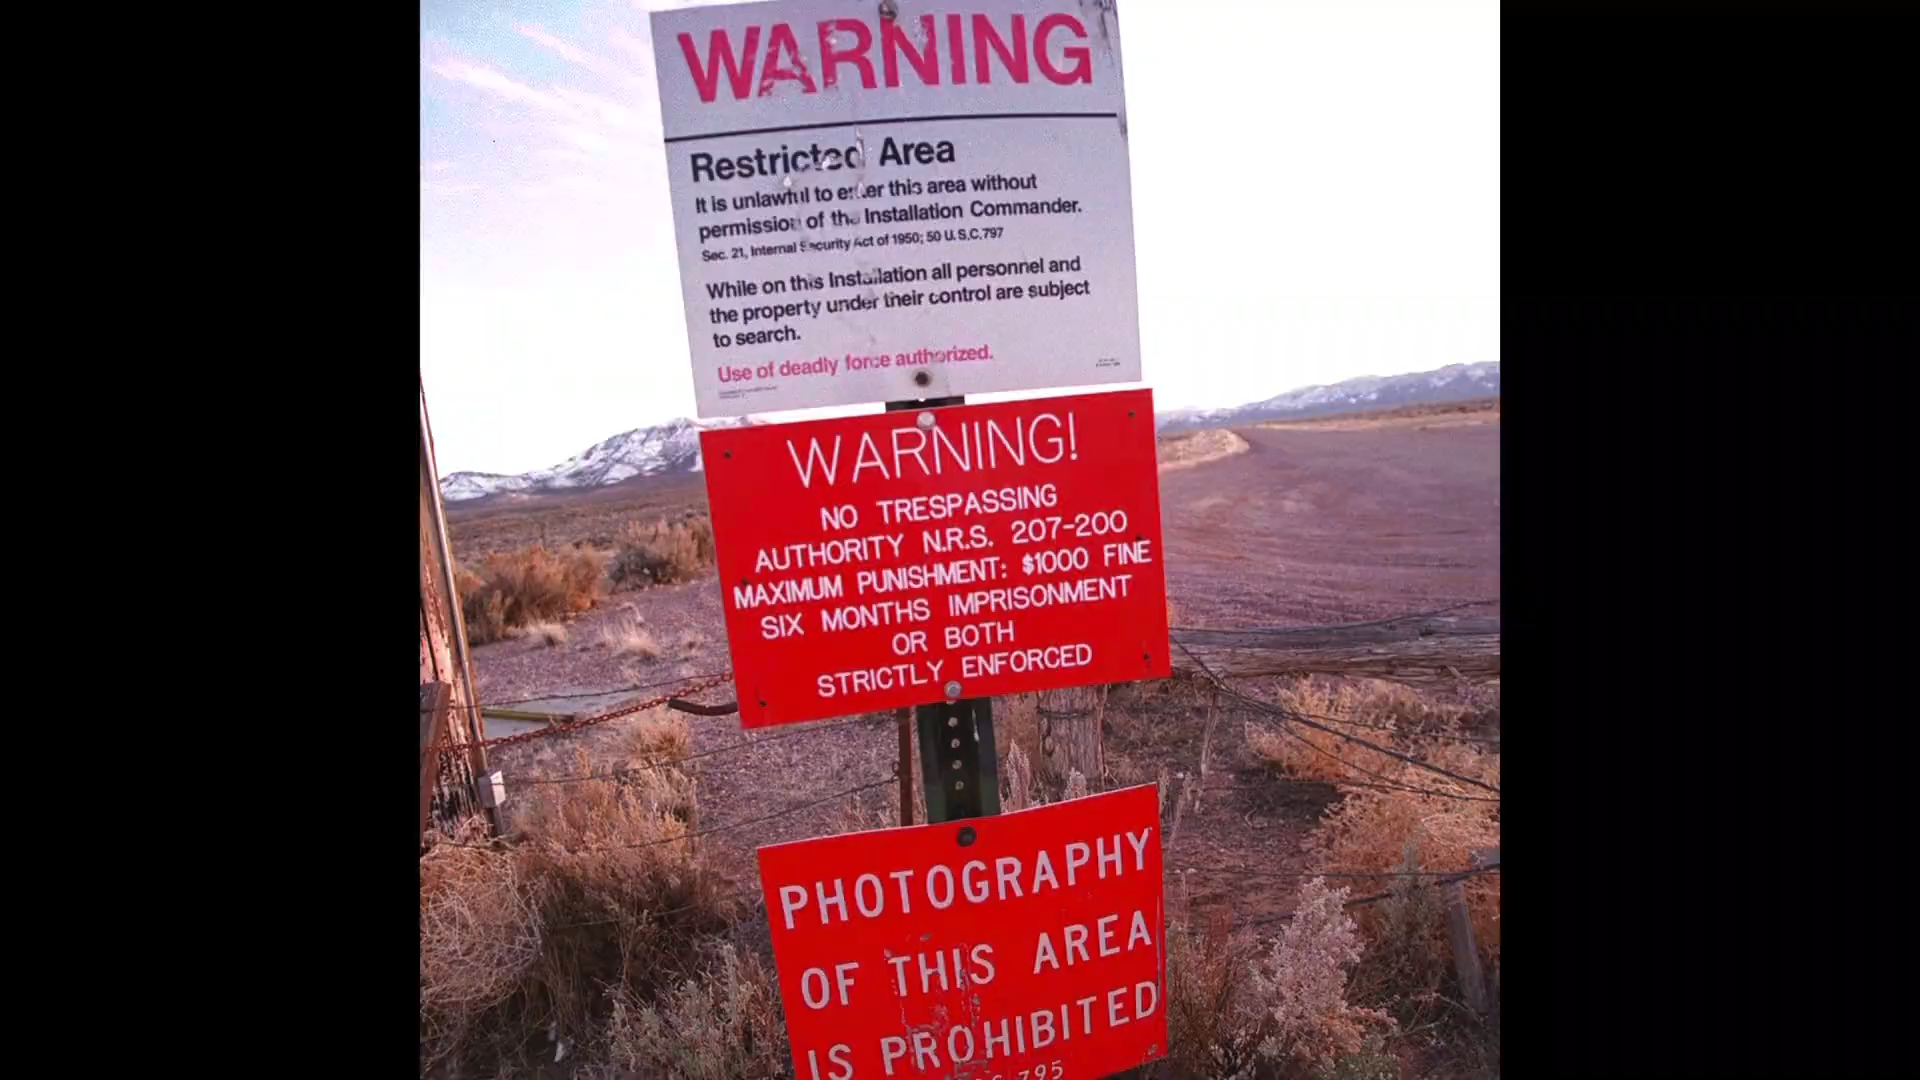 WARNING
Restricted Area
It is unlawful to enter this area without
permission of the Installation Commander.
Sec. 21, Internal Security Act of 1950; 50 U.S.C. 797
While on this Installation all personnel and
the property under their control are subject
to search.
Use of deadly force authorized.
WARNING!
NO TRESPASSING
AUTHORITY N.R.S. 207-200
MAXIMUM PUNISHMENT: $1000 FINE
SIX MONTHS IMPRISONMENT
OR BOTH
STRICTLY ENFORCED
PHOTOGRAPHY
OF THIS AREA
IS PROHIBITED
795